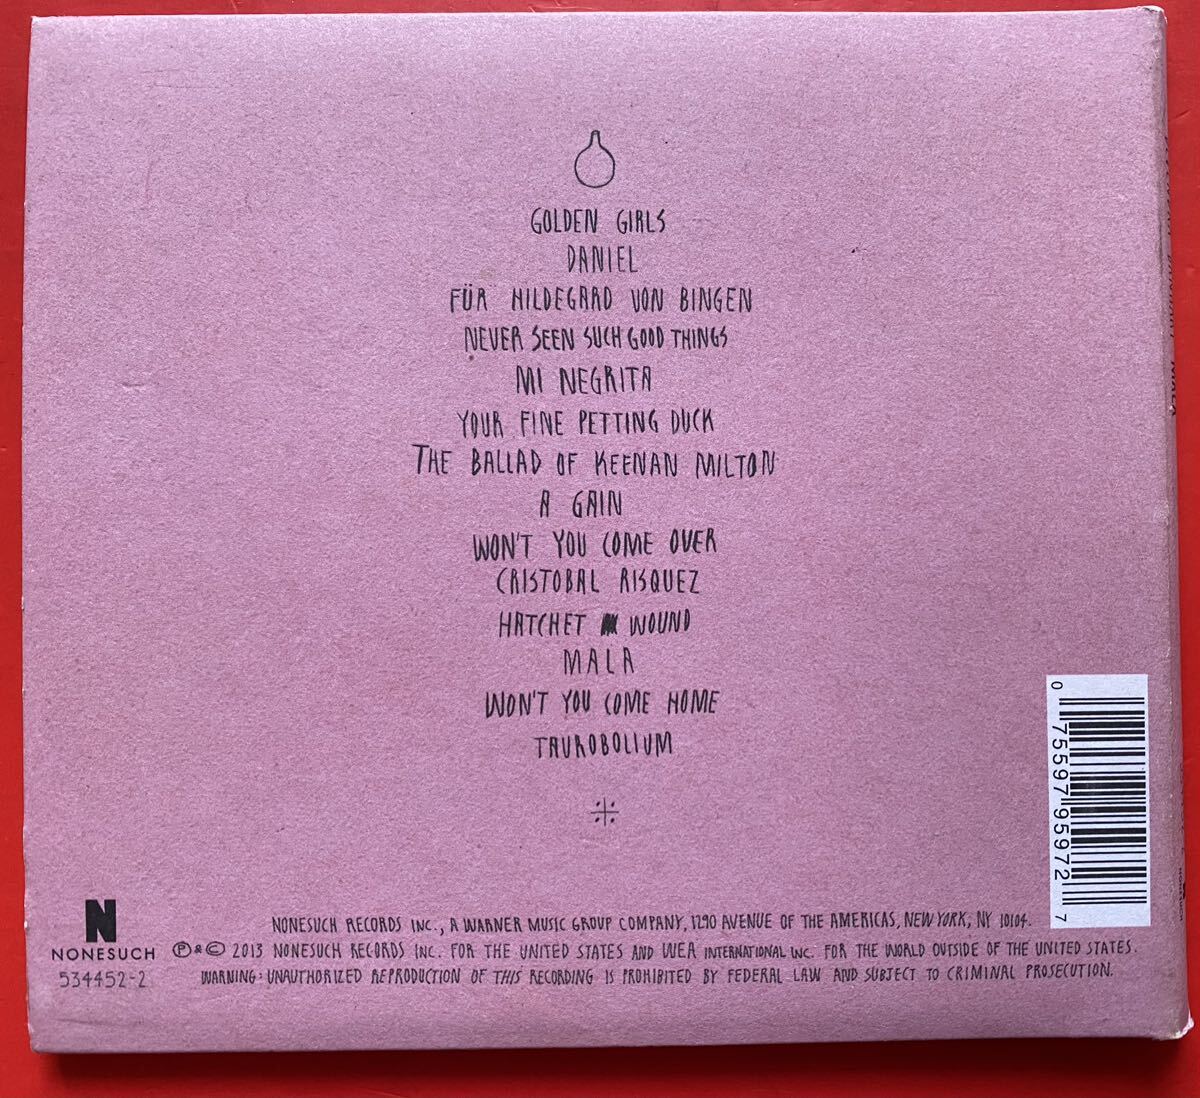 GOLDEN GIRLS
DANIEL
FÜR HILDEGARD VON BINGEN
NEVER SEEN SUCH GOOD THINGS
MI NEGRITA
YOUR FINE PETTING DUCK
THE BALLAD OF KEENAN MILTON
A GAIN
WON'T YOU COME OVER
CRISTOBAL RISQUEZ
HATCHET WOUND
MALA
WON'T YOU COME HOME
TAUROBOLIUM
0 75597 95972 7
N
NONESUCH
534452-2
NONESUCH RECORDS INC., A WARNER MUSIC GROUP COMPANY, 1290 AVENUE OF THE AMERICAS, NEW YORK, NY 10104.
℗ & © 2013 NONESUCH RECORDS INC. FOR THE UNITED STATES AND WEA INTERNATIONAL INC. FOR THE WORLD OUTSIDE OF THE UNITED STATES.
WARNING: UNAUTHORIZED REPRODUCTION OF THIS RECORDING IS PROHIBITED BY FEDERAL LAW AND SUBJECT TO CRIMINAL PROSECUTION.
MALA
NONESUCH